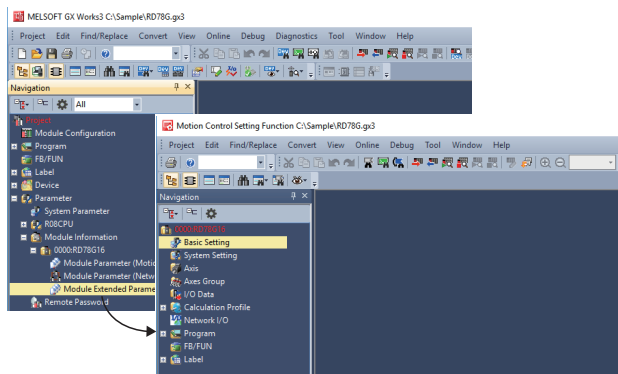 MELSOFT GX Works3 C:\Sample\RD78G.gx3
Project Edit Find/Replace Convert View Online Debug Diagnostics Tool Window Help
Navigation
All
Project
Module Configuration
Program
FB/FUN
Label
Device
Parameter
System Parameter
R08CPU
Module Information
0000:RD78G16
Module Parameter (Motic
Module Parameter (Netw
Module Extended Parame
Remote Password
Motion Control Setting Function C:\Sample\RD78G.gx3
Project Edit Find/Replace Convert View Online Debug Tool Window Help
Navigation
0000:RD78G16
Basic Setting
System Setting
Axis
Axes Group
I/O Data
Calculation Profile
Network I/O
Program
FB/FUN
Label